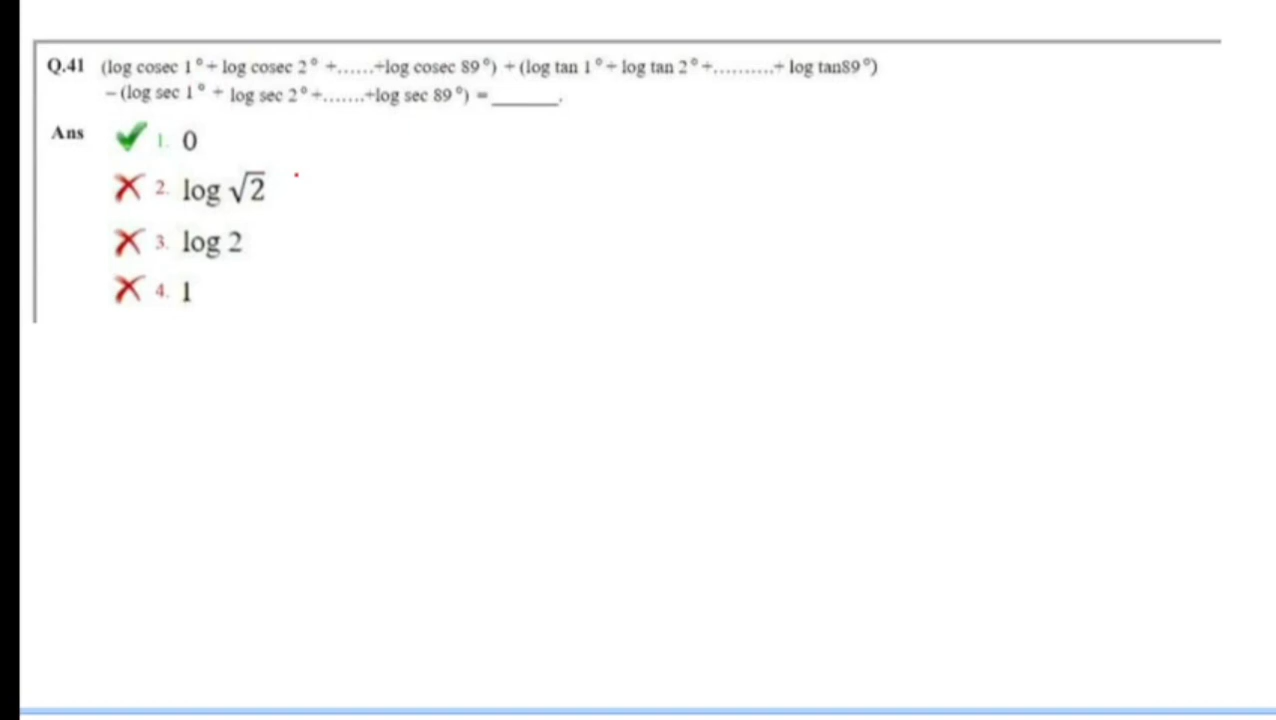 Q.41 (log cosec 1° + log cosec 2° +......+log cosec 89°) + (log tan 1° + log tan 2° +..........+ log tan89°)
− (log sec 1° + log sec 2° +.......+log sec 89°) = ______.
Ans 1. 0
2. log √2
3. log 2
4. 1